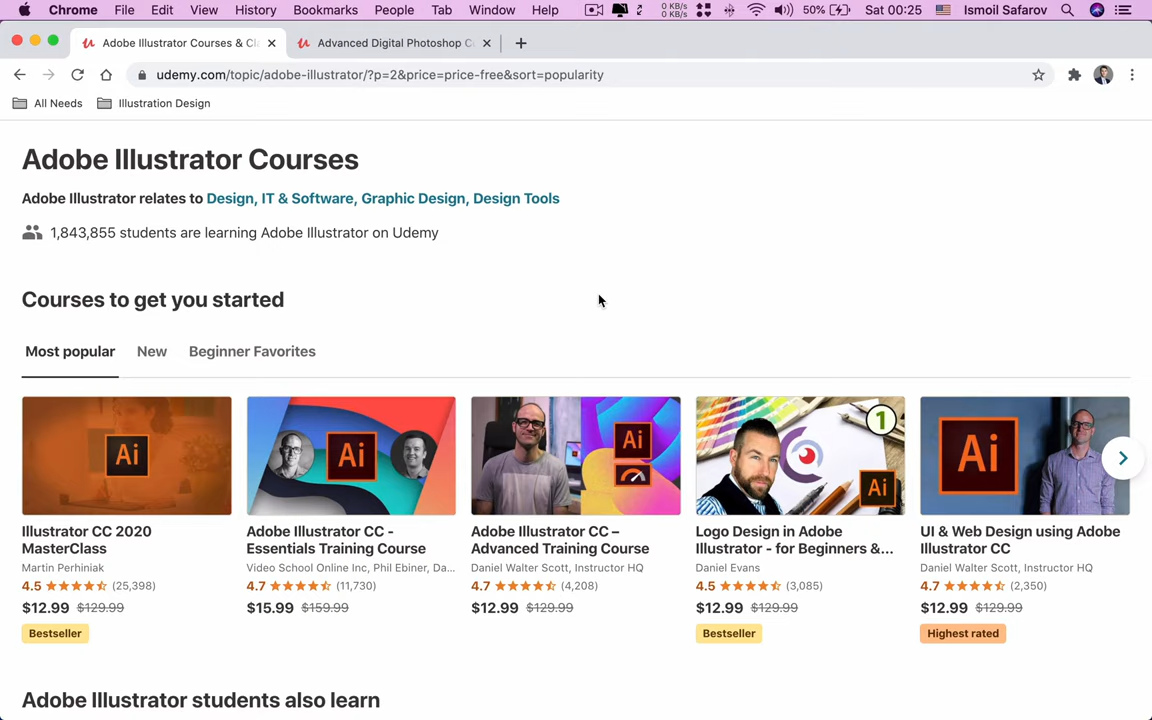 Chrome File Edit View History Bookmarks People Tab Window Help 0 KB/s 0 KB/s 50% Sat 00:25 Ismoil Safarov
Adobe Illustrator Courses & Cl Advanced Digital Photoshop C
udemy.com/topic/adobe-illustrator/?p=2&price=price-free&sort=popularity
All Needs Illustration Design
Adobe Illustrator Courses
Adobe Illustrator relates to Design, IT & Software, Graphic Design, Design Tools
1,843,855 students are learning Adobe Illustrator on Udemy
Courses to get you started
Most popular New Beginner Favorites
Ai Ai Ai 1 Ai Ai
Illustrator CC 2020 MasterClass
Martin Perhiniak
4.5 (25,398)
$12.99 $129.99
Bestseller
Adobe Illustrator CC -
Essentials Training Course
Video School Online Inc, Phil Ebiner, Da...
4.7 (11,730)
$15.99 $159.99
Adobe Illustrator CC –
Advanced Training Course
Daniel Walter Scott, Instructor HQ
4.7 (4,208)
$12.99 $129.99
Logo Design in Adobe
Illustrator - for Beginners &...
Daniel Evans
4.5 (3,085)
$12.99 $129.99
Bestseller
UI & Web Design using Adobe
Illustrator CC
Daniel Walter Scott, Instructor HQ
4.7 (2,350)
$12.99 $129.99
Highest rated
Adobe Illustrator students also learn